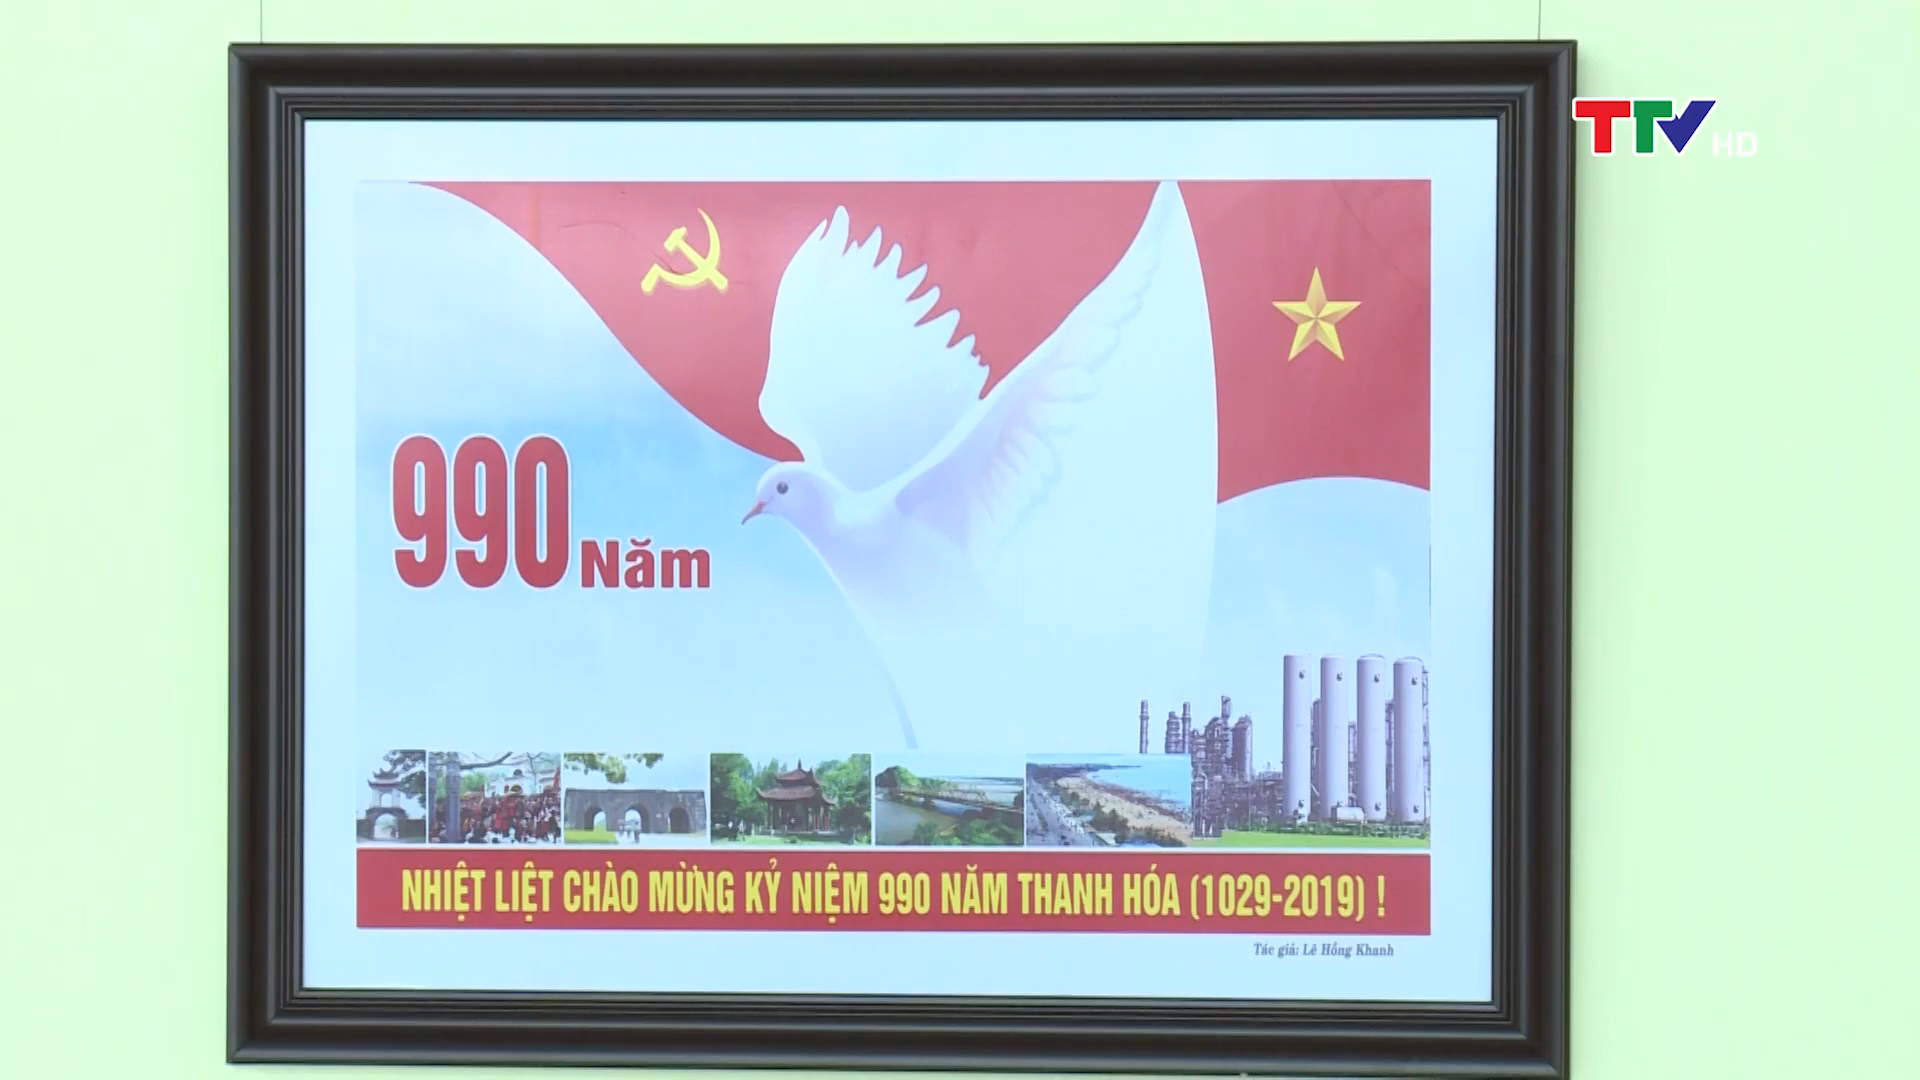 TTV HD
990 Năm
NHIỆT LIỆT CHÀO MỪNG KỶ NIỆM 990 NĂM THANH HÓA (1029-2019) !
Tác giả: Lê Hồng Khanh